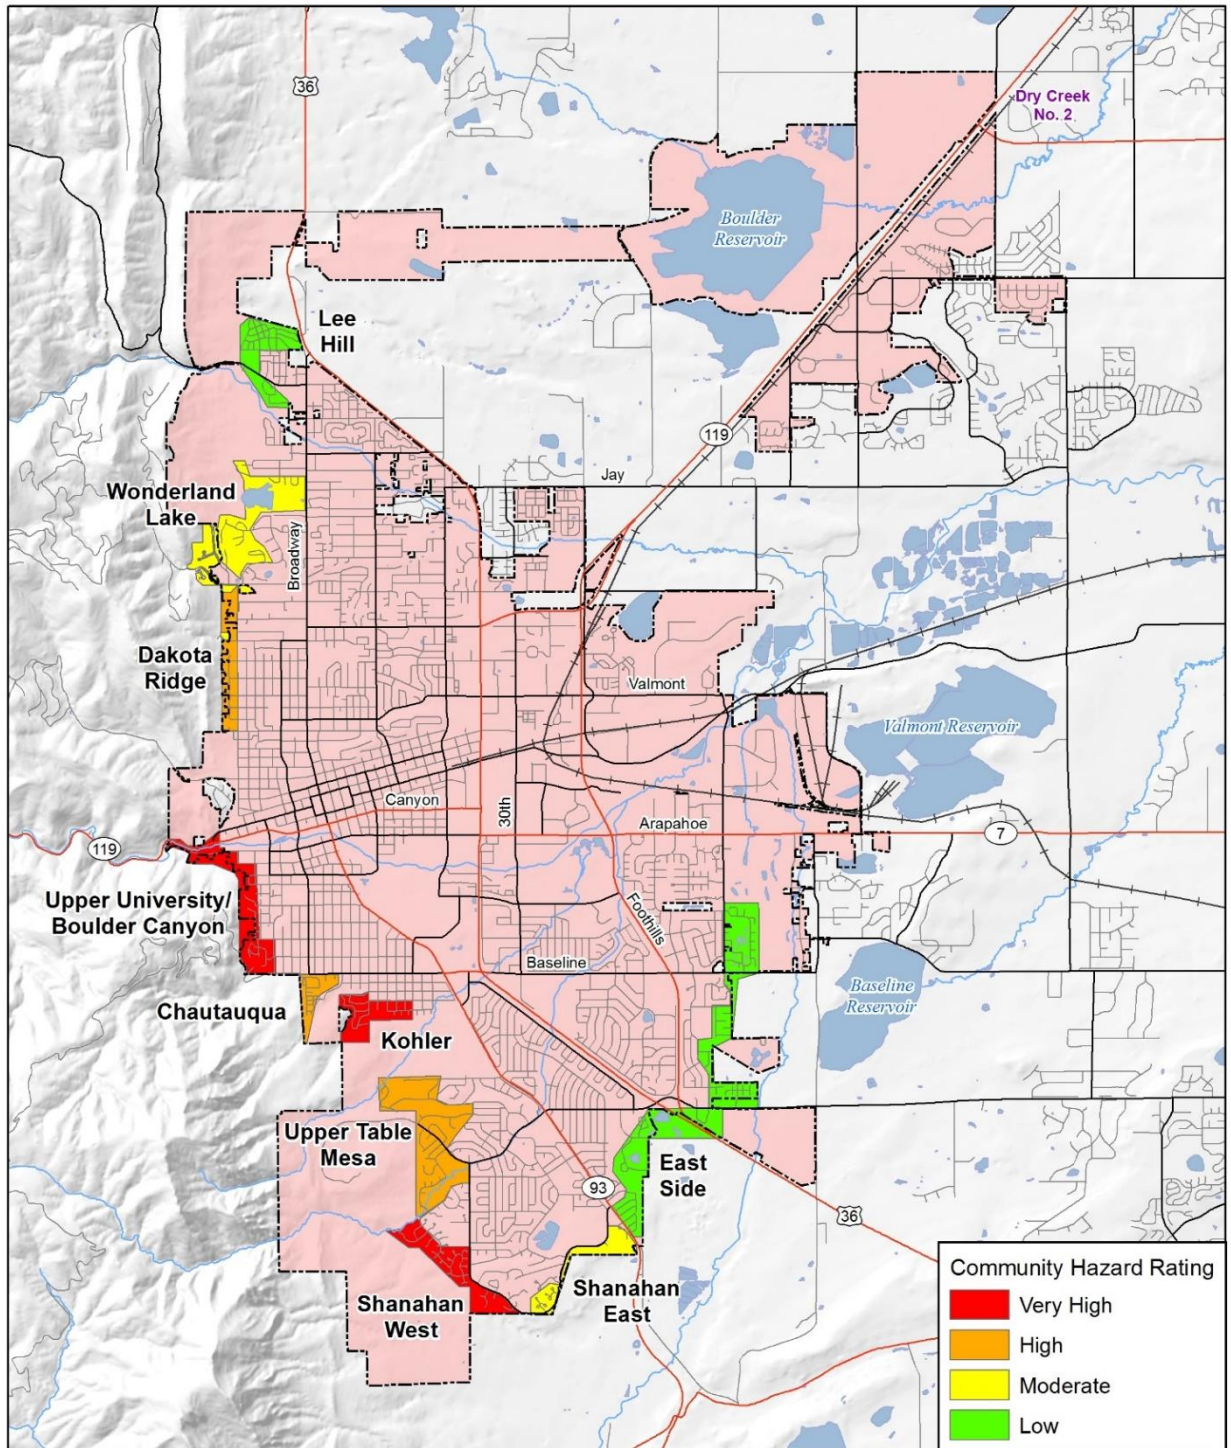 36
Dry Creek
No. 2
Boulder
Reservoir
Lee
Hill
119
Jay
Wonderland
Lake
Broadway
Dakota
Ridge
Valmont
Valmont Reservoir
Canyon
30th
Arapahoe
7
119
Upper University/
Boulder Canyon
Foothills
Baseline
Baseline
Reservoir
Chautauqua
Kohler
Upper Table
Mesa
East
Side
93
36
Shanahan
West
Shanahan
East
Community Hazard Rating
Very High
High
Moderate
Low